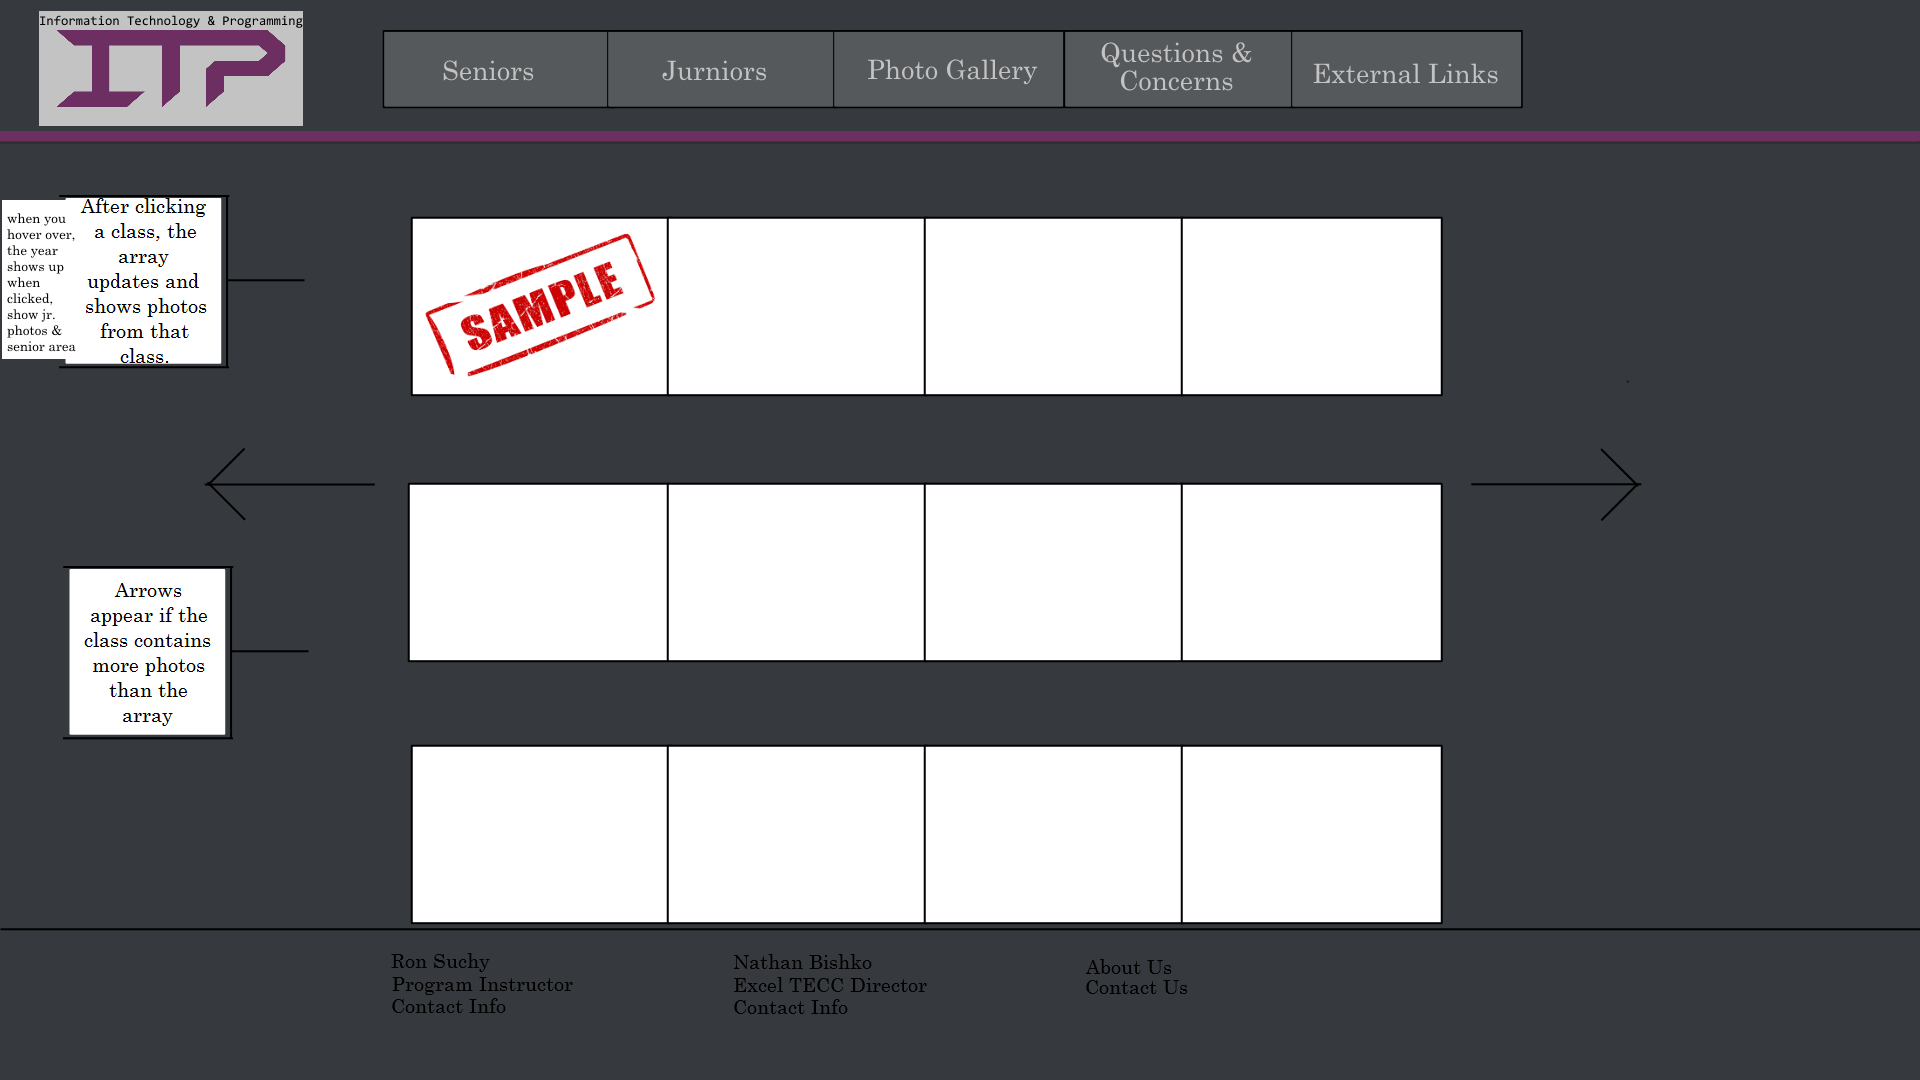 Information Technology & Programming
ITP
Seniors
Jurniors
Photo Gallery
Questions &
Concerns
External Links
when you
hover over,
the year
shows up
when
clicked,
show jr.
photos &
senior area
After clicking
a class, the
array
updates and
shows photos
from that
class.
SAMPLE
Arrows
appear if the
class contains
more photos
than the
array
Ron Suchy
Program Instructor
Contact Info
Nathan Bishko
Excel TECC Director
Contact Info
About Us
Contact Us